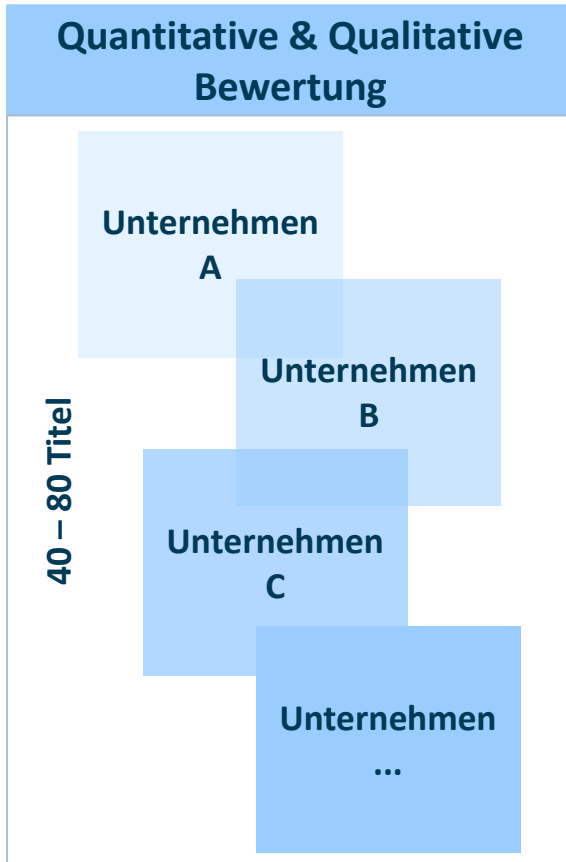 Quantitative & Qualitative
Bewertung
Unternehmen
A
Unternehmen
B
40 – 80 Titel
Unternehmen
C
Unternehmen
...